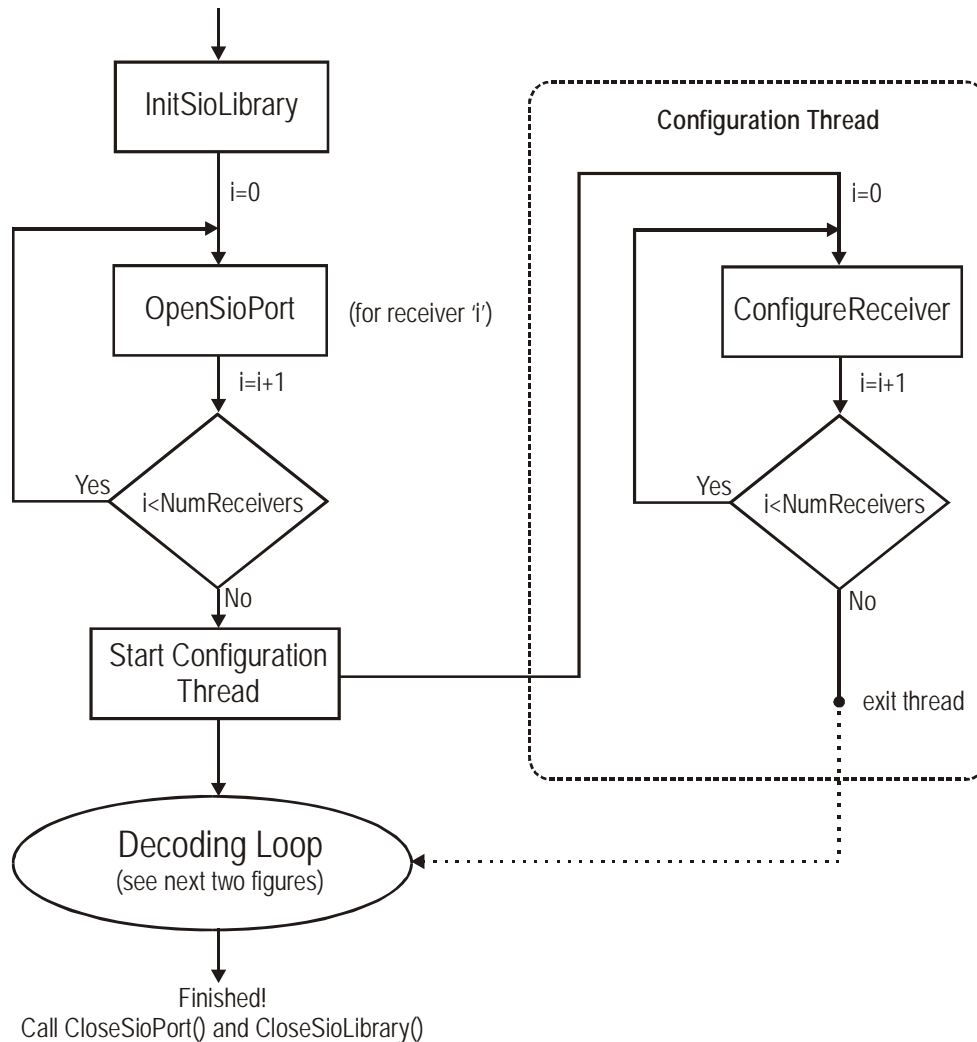 InitSioLibrary
i=0
OpenSioPort
(for receiver ‘i’)
i=i+1
Yes
i<NumReceivers
No
Start Configuration
Thread
Decoding Loop
(see next two figures)
Finished!
Call CloseSioPort() and CloseSioLibrary()
Configuration Thread
i=0
ConfigureReceiver
i=i+1
Yes
i<NumReceivers
No
exit thread